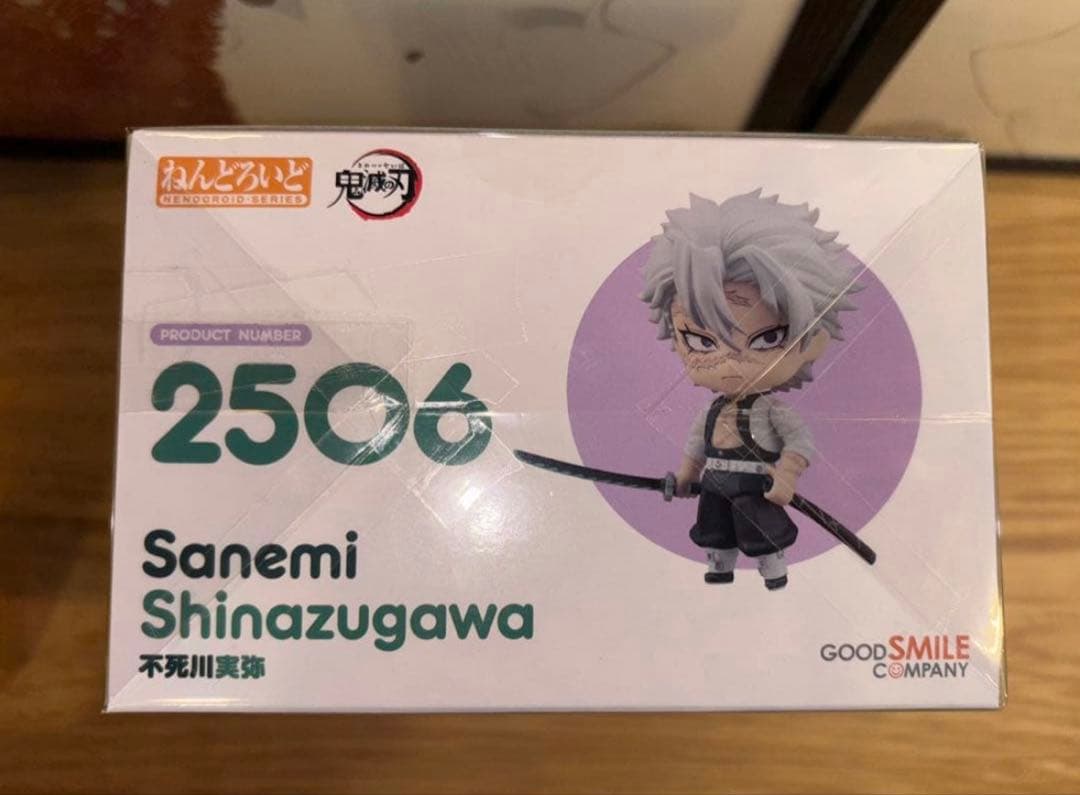 ねんどろいど
NENDOROID SERIES
鬼滅の刃
PRODUCT NUMBER
2506
Sanemi
Shinazugawa
不死川実弥
GOOD SMILE
COMPANY